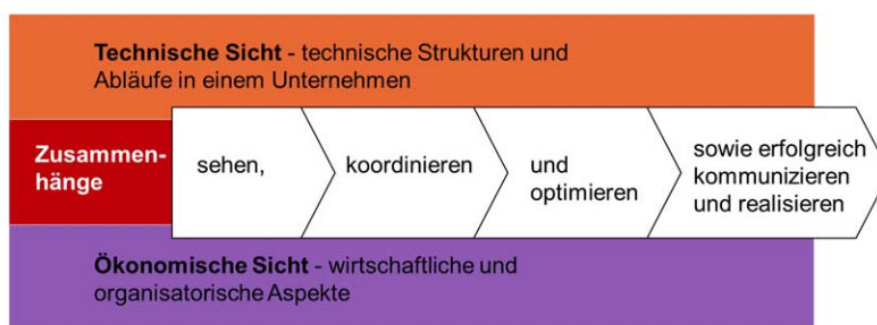 Technische Sicht - technische Strukturen und
Abläufe in einem Unternehmen
Zusammen-
hänge
sehen,
koordinieren
und
optimieren
sowie erfolgreich
kommunizieren
und realisieren
Ökonomische Sicht - wirtschaftliche und
organisatorische Aspekte